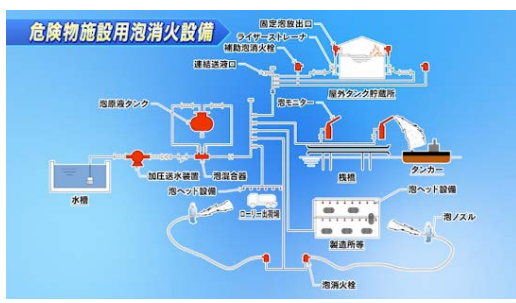 危険物施設用泡消火設備
固定泡放出口
ライザーストレーナ
補助泡消火栓
連結送液口
屋外タンク貯蔵所
泡原液タンク
泡モニター
加圧送水装置
泡混合器
桟橋
タンカー
水槽
泡ヘッド設備
泡ヘッド設備
ローリー出荷場
製造所等
泡ノズル
泡消火栓